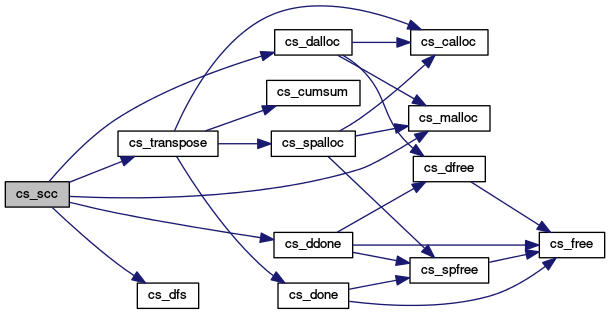 cs_scc
cs_dalloc
cs_calloc
cs_cumsum
cs_malloc
cs_transpose
cs_spalloc
cs_dfree
cs_ddone
cs_free
cs_spfree
cs_dfs
cs_done